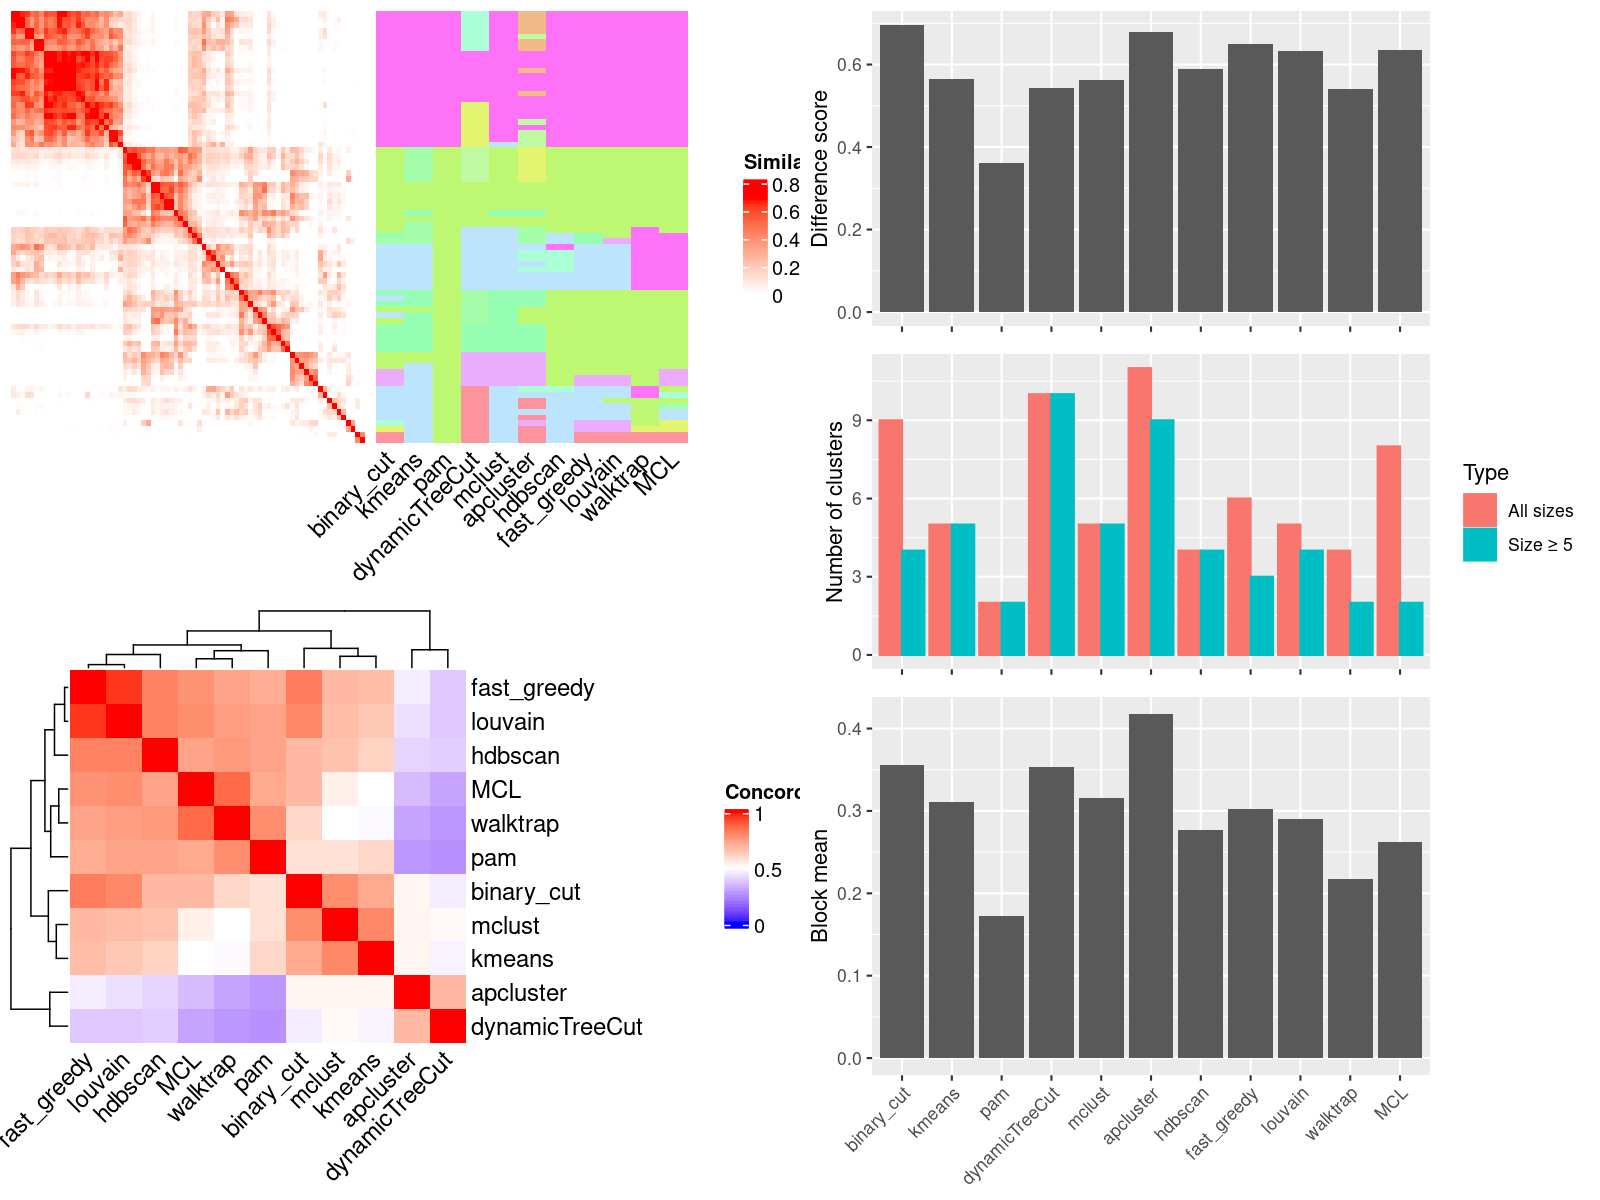 Simila
0.8
0.6
0.4
0.2
0
binary_cut
kmeans
pam
dynamicTreeCut
mclust
apcluster
hdbscan
fast_greedy
louvain
walktrap
MCL
fast_greedy
louvain
hdbscan
MCL
walktrap
pam
binary_cut
mclust
kmeans
apcluster
dynamicTreeCut
fast_greedy
louvain
hdbscan
MCL
walktrap
pam
binary_cut
mclust
kmeans
apcluster
dynamicTreeCut
Concord
1
0.5
0
Difference score
0.6
0.4
0.2
0.0
Number of clusters
9
6
3
0
Type
All sizes
Size ≥ 5
Block mean
0.4
0.3
0.2
0.1
0.0
binary_cut
kmeans
pam
dynamicTreeCut
mclust
apcluster
hdbscan
fast_greedy
louvain
walktrap
MCL